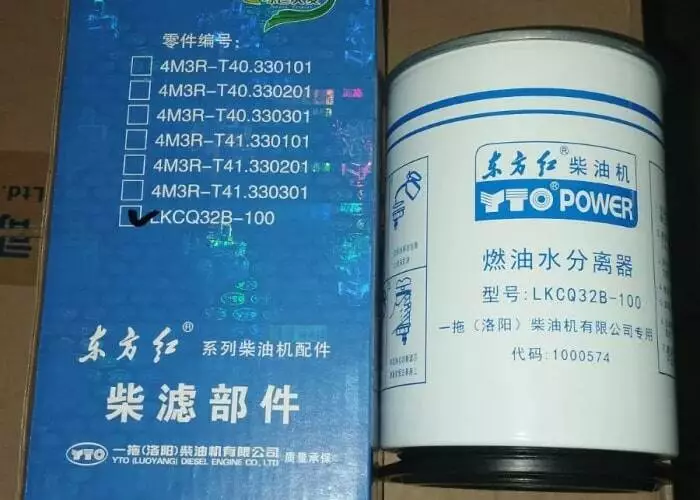 零件编号:
4M3R-T40.330101
4M3R-T40.330201
4M3R-T40.330301
4M3R-T41.330101
4M3R-T41.330201
4M3R-T41.330301
LKCQ32B-100
东方红® 系列柴油机配件
柴滤部件
YTO 一拖(洛阳)柴油机有限公司
YTO (LUOYANG) DIESEL ENGINE CO.,LTD 质量承保
Ltd.
东方红® 柴油机
YTO® POWER
燃油水分离器
型号:LKCQ32B-100
一拖(洛阳)柴油机有限公司专用
代码:1000574